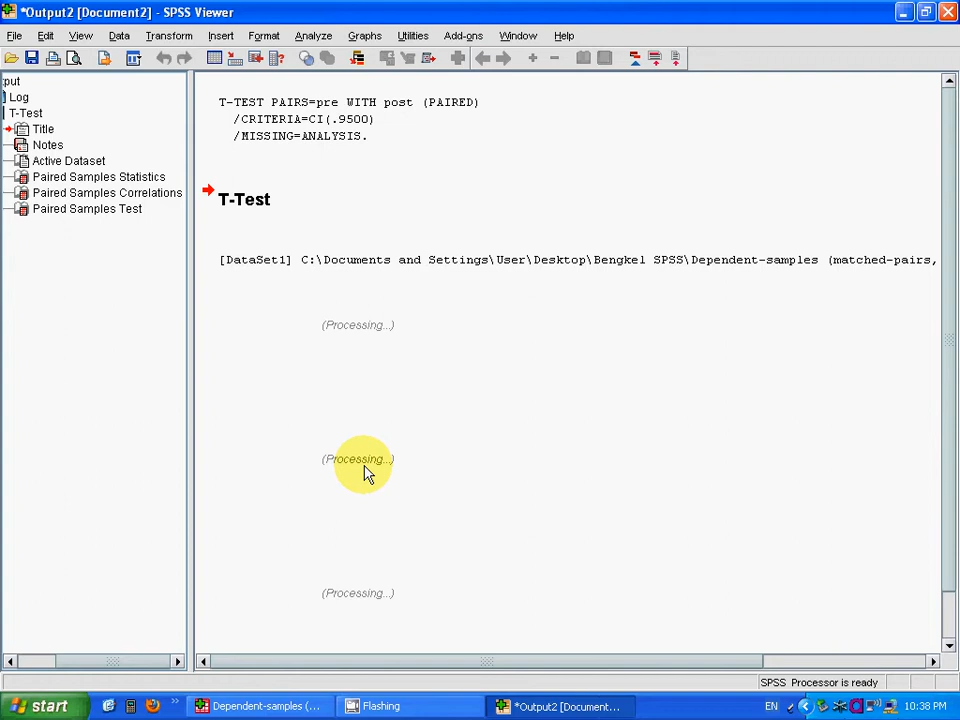 *Output2 [Document2] - SPSS Viewer
File Edit View Data Transform Insert Format Analyze Graphs Utilities Add-ons Window Help
put
Log
T-Test
Title
Notes
Active Dataset
Paired Samples Statistics
Paired Samples Correlations
Paired Samples Test
T-TEST PAIRS=pre WITH post (PAIRED)
/CRITERIA=CI(.9500)
/MISSING=ANALYSIS.
T-Test
[DataSet1] C:\Documents and Settings\User\Desktop\Bengkel SPSS\Dependent-samples (matched-pairs,
(Processing...)
(Processing...)
(Processing...)
SPSS Processor is ready
start
Dependent-samples (...
Flashing
*Output2 [Document...
EN
10:38 PM